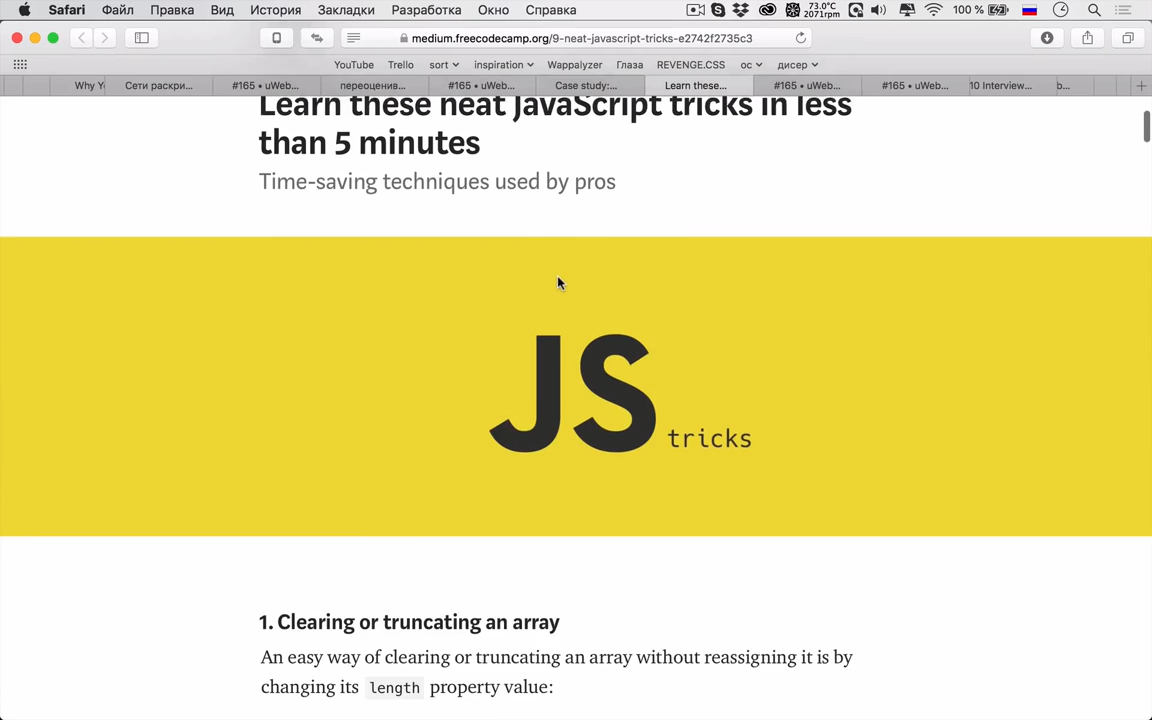 Safari Файл Правка Вид История Закладки Разработка Окно Справка 73.0°C 2071rpm 100 %
medium.freecodecamp.org/9-neat-javascript-tricks-e2742f2735c3
YouTube Trello sort inspiration Wappalyzer Глаза REVENGE.CSS ос дисер
Why Y Сети раскри... #165 • uWeb... переоценив... #165 • uWeb... Case study:... Learn these... #165 • uWeb... #165 • uWeb... 10 Interview... b...
Learn these neat JavaScript tricks in less
than 5 minutes
Time-saving techniques used by pros
JS tricks
1. Clearing or truncating an array
An easy way of clearing or truncating an array without reassigning it is by
changing its length property value: